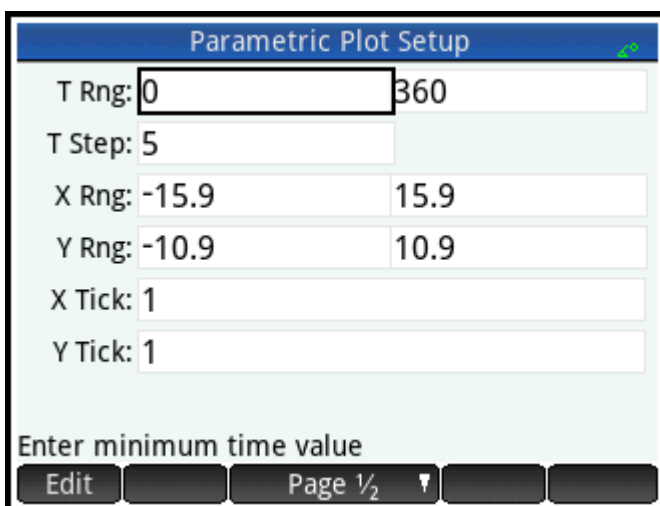 Parametric Plot Setup
T Rng: 0 360
T Step: 5
X Rng: -15.9 15.9
Y Rng: -10.9 10.9
X Tick: 1
Y Tick: 1
Enter minimum time value
Edit Page ½